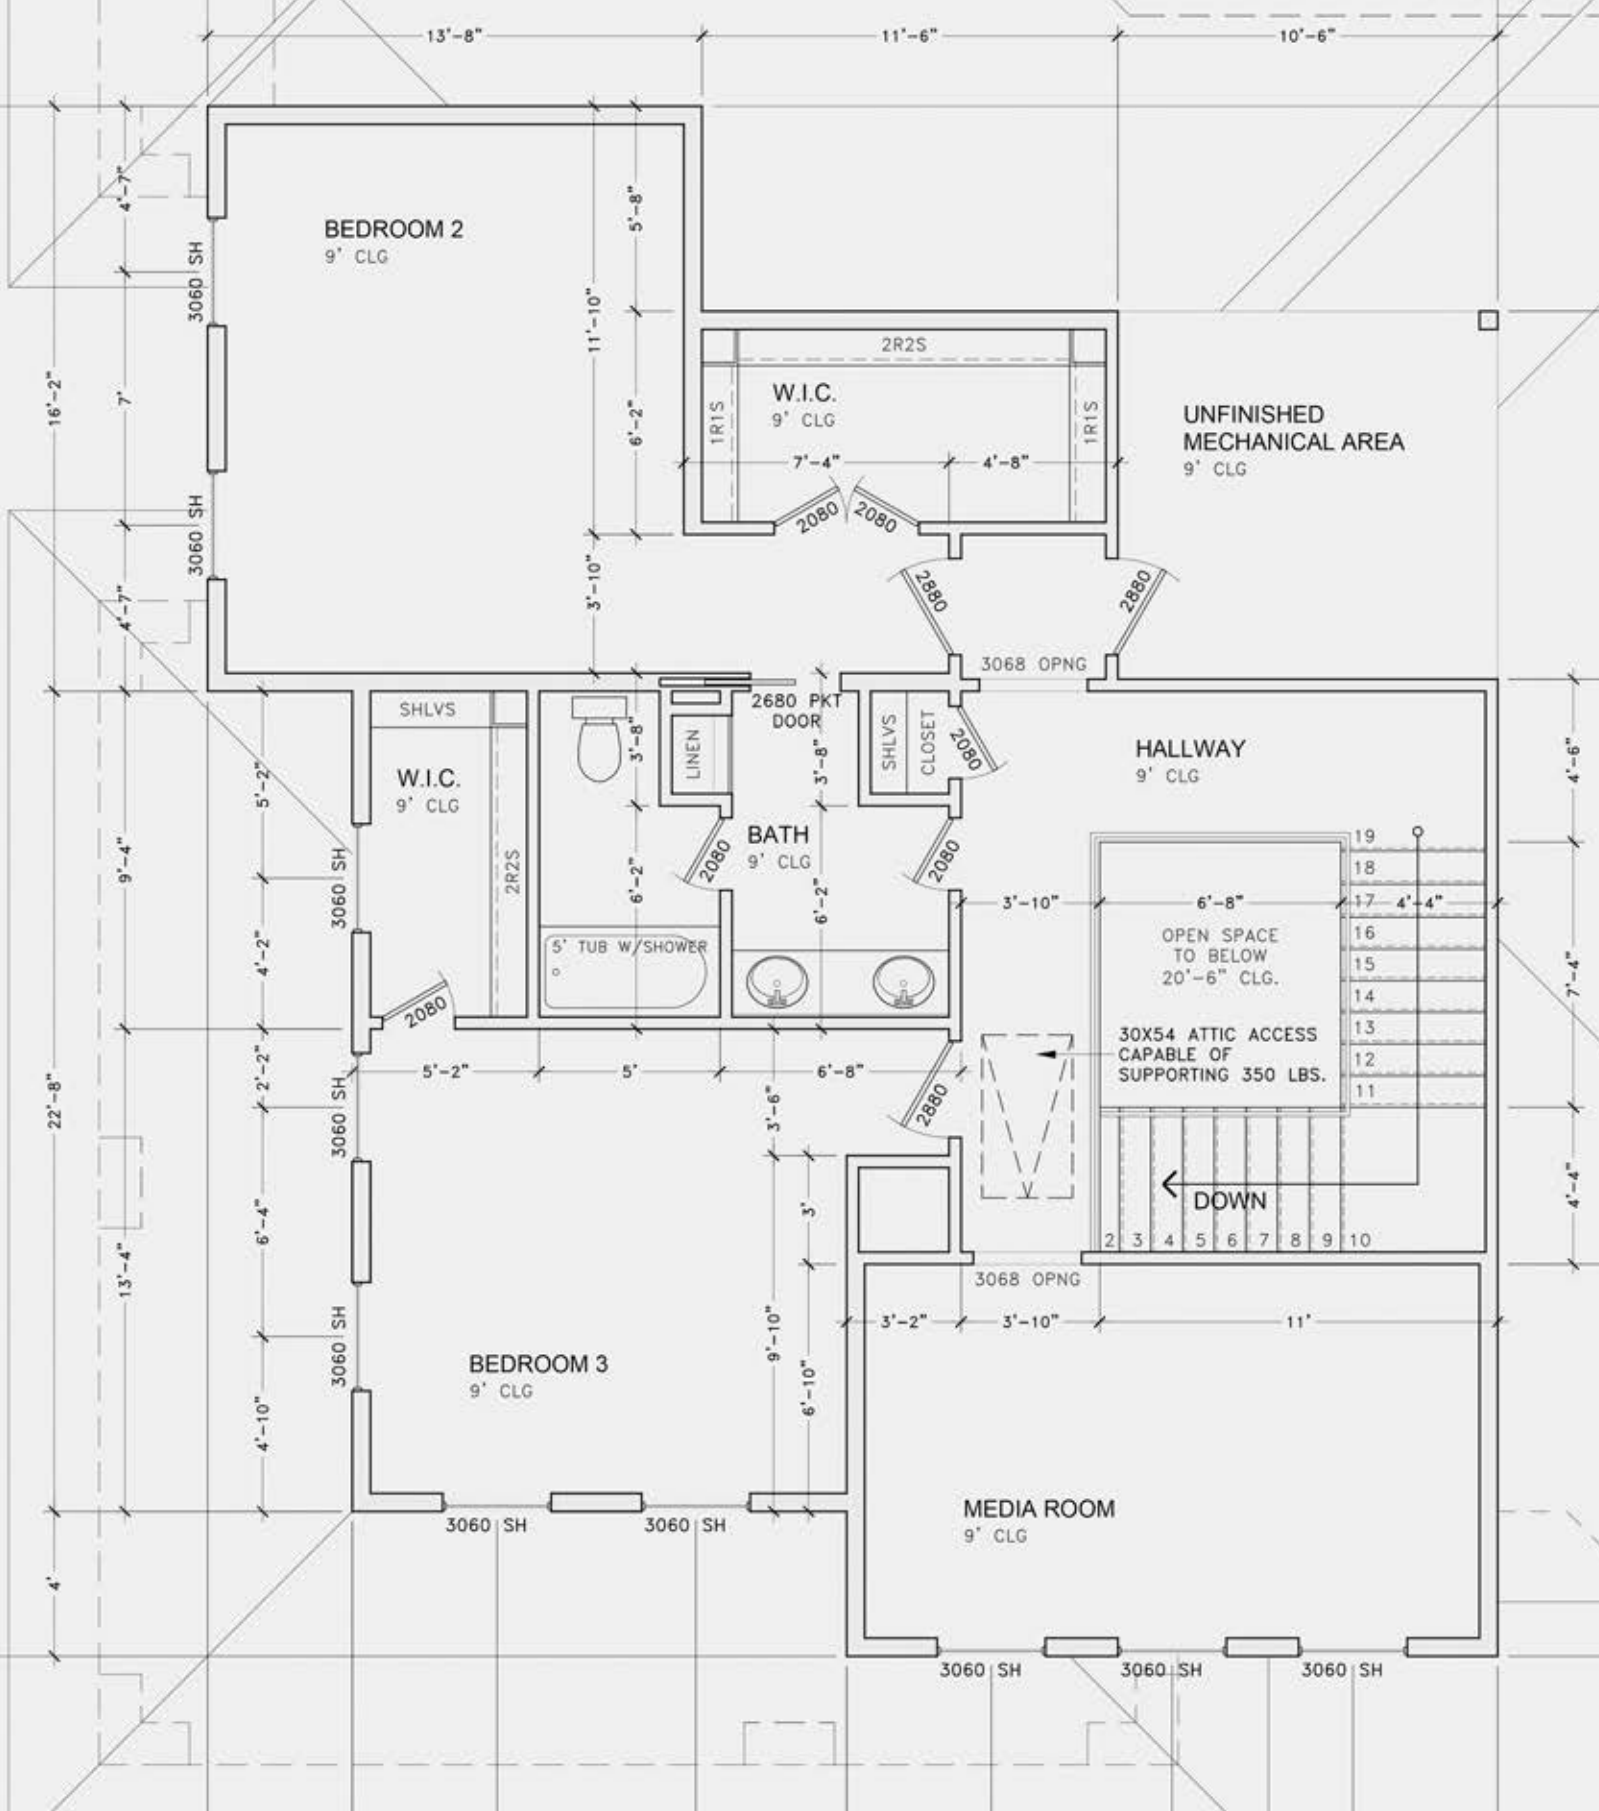 13'-8"
11'-6"
10'-6"
4'-7"
5'-8"
BEDROOM 2
9' CLG
3060 SH
11'-10"
2R2S
16'-2"
7'
6'-2"
1R1S
W.I.C.
9' CLG
1R1S
UNFINISHED
MECHANICAL AREA
9' CLG
7'-4"
4'-8"
3060 SH
2080
2080
4'-7"
3'-10"
2880
2880
3068 OPNG
SHLVS
2680 PKT
DOOR
3'-8"
LINEN
3'-8"
SHLVS
CLOSET
2080
HALLWAY
9' CLG
4'-6"
5'-2"
W.I.C.
9' CLG
BATH
9' CLG
2080
2080
9'-4"
3060 SH
2R2S
6'-2"
6'-2"
3'-10"
6'-8"
4'-4"
19
18
17
16
15
14
13
12
11
OPEN SPACE
TO BELOW
20'-6" CLG.
4'-2"
5' TUB W/SHOWER
7'-4"
2080
30X54 ATTIC ACCESS
CAPABLE OF
SUPPORTING 350 LBS.
2'-2"
5'-2"
5'
6'-8"
22'-8"
3060 SH
3'-6"
2880
DOWN
4'-4"
6'-4"
3'
2 3 4 5 6 7 8 9 10
13'-4"
3068 OPNG
3'-2"
3'-10"
11'
3060 SH
9'-10"
BEDROOM 3
9' CLG
6'-10"
4'-10"
MEDIA ROOM
9' CLG
3060 SH
3060 SH
4'
3060 SH
3060 SH
3060 SH